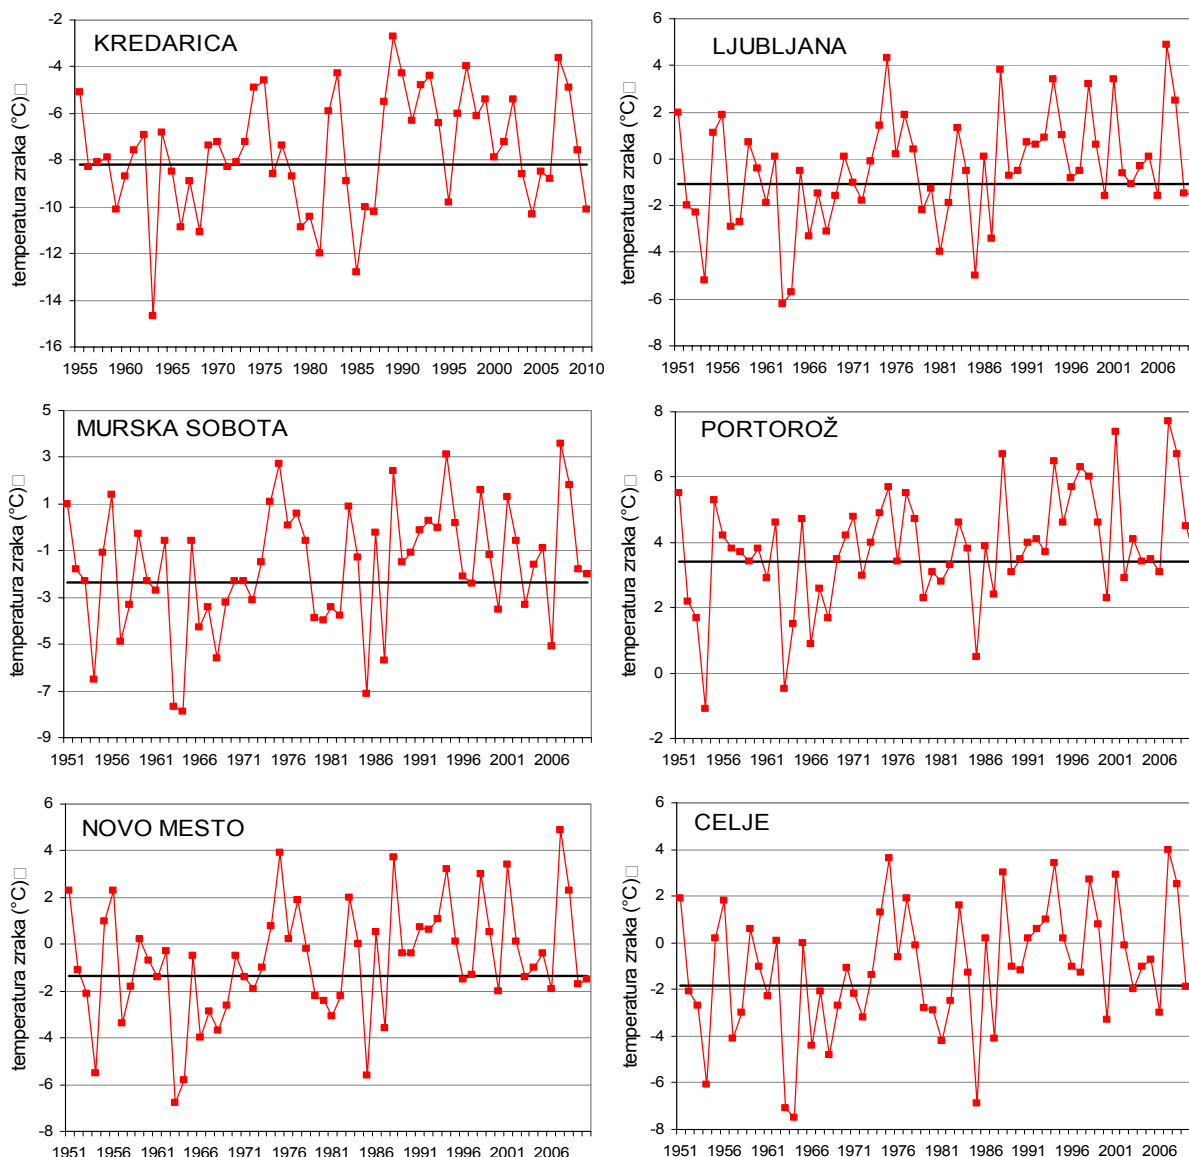 KREDARICA
temperatura zraka (°C)□
-2
-4
-6
-8
-10
-12
-14
-16
1955 1960 1965 1970 1975 1980 1985 1990 1995 2000 2005 2010
LJUBLJANA
temperatura zraka (°C)□
6
4
2
0
-2
-4
-6
-8
1951 1956 1961 1966 1971 1976 1981 1986 1991 1996 2001 2006
MURSKA SOBOTA
temperatura zraka (°C)□
5
3
1
-1
-3
-5
-7
-9
1951 1956 1961 1966 1971 1976 1981 1986 1991 1996 2001 2006
PORTOROŽ
temperatura zraka (°C)□
8
6
4
2
0
-2
1951 1956 1961 1966 1971 1976 1981 1986 1991 1996 2001 2006
NOVO MESTO
temperatura zraka (°C)□
6
4
2
0
-2
-4
-6
-8
1951 1956 1961 1966 1971 1976 1981 1986 1991 1996 2001 2006
CELJE
temperatura zraka (°C)□
6
4
2
0
-2
-4
-6
-8
1951 1956 1961 1966 1971 1976 1981 1986 1991 1996 2001 2006